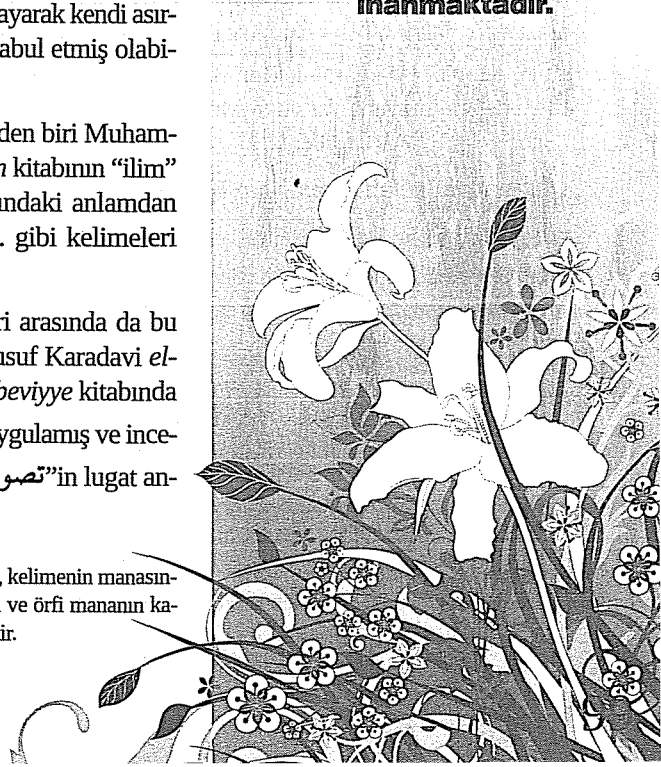 ayarak kendi asır-
abul etmiş olabi-
den biri Muham-
kitabının “ilim”
ındaki anlamdan
. gibi kelimeleri
ri arasında da bu
usuf Karadavi el-
beviyye kitabında
ygulamış ve ince-
تصو”in lugat an-
, kelimenin manasın-
ve örfi mananın ka-
ir.
inanmaktadır.